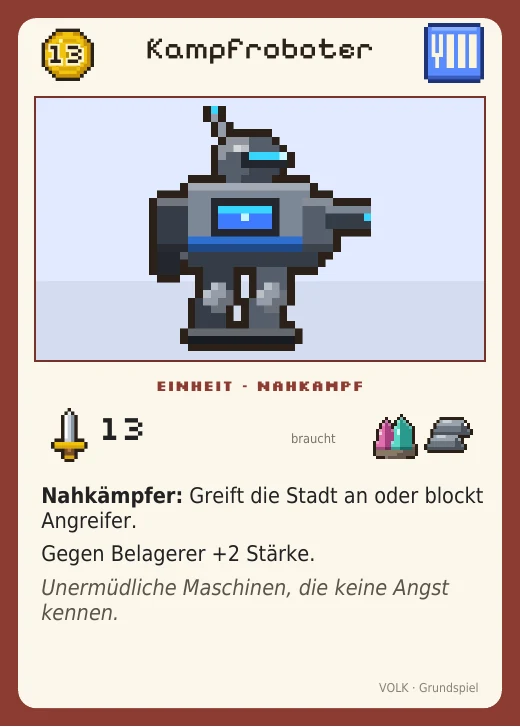 13
Kampfroboter
EINHEIT - NAHKAMPF
13
braucht
Nahkämpfer: Greift die Stadt an oder blockt
Angreifer.
Gegen Belagerer +2 Stärke.
Unermüdliche Maschinen, die keine Angst
kennen.
VOLK · Grundspiel